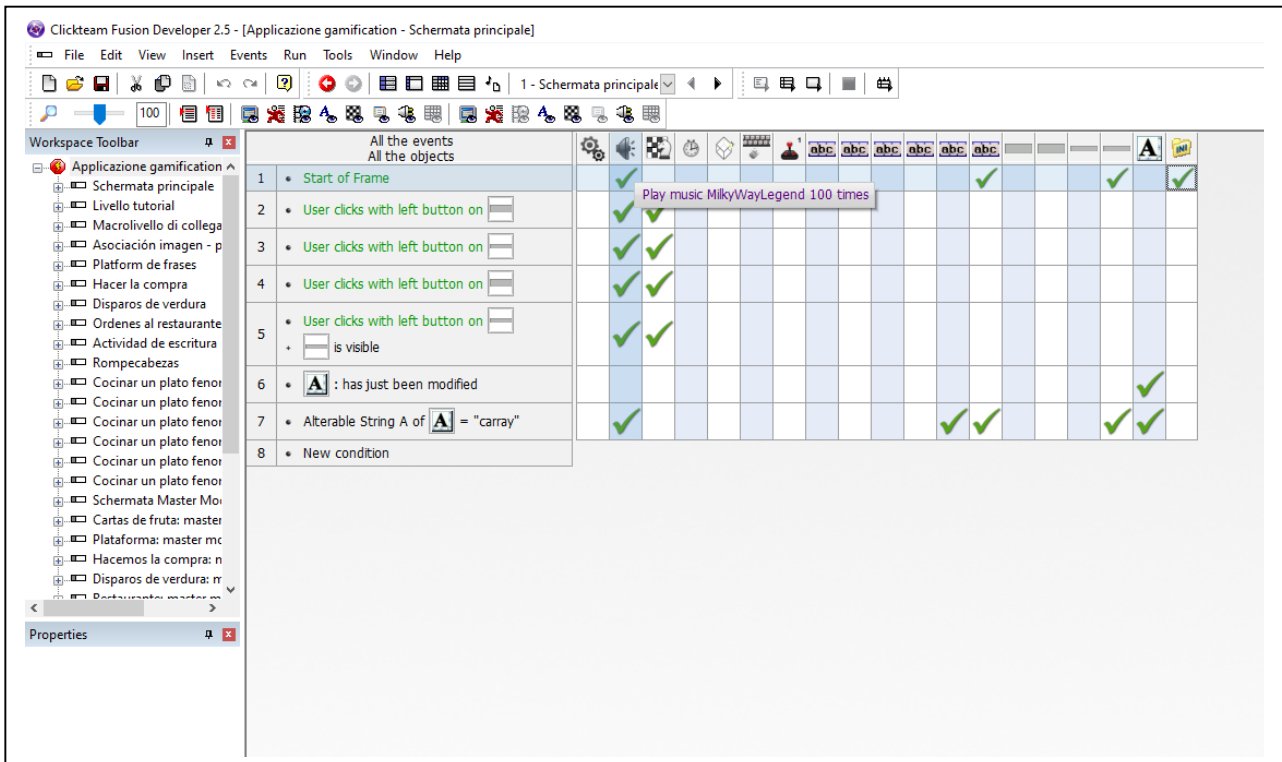 Clickteam Fusion Developer 2.5 - [Applicazione gamification - Schermata principale]
File Edit View Insert Events Run Tools Window Help
1 - Schermata principale
100
Workspace Toolbar
Applicazione gamification
Schermata principale
Livello tutorial
Macrolivello di collega
Asociación imagen - p
Platform de frases
Hacer la compra
Disparos de verdura
Ordenes al restaurante
Actividad de escritura
Rompecabezas
Cocinar un plato fenor
Cocinar un plato fenor
Cocinar un plato fenor
Cocinar un plato fenor
Cocinar un plato fenor
Cocinar un plato fenor
Schermata Master Mo
Cartas de fruta: master
Plataforma: master mo
Hacemos la compra: n
Disparos de verdura: m
Restaurante: master m
Properties
All the events
All the objects
1 abc abc abc abc abc abc A INI
1 • Start of Frame
Play music MilkyWayLegend 100 times
2 • User clicks with left button on
3 • User clicks with left button on
4 • User clicks with left button on
5 • User clicks with left button on
+ is visible
6 • A : has just been modified
7 • Alterable String A of A = "carray"
8 • New condition